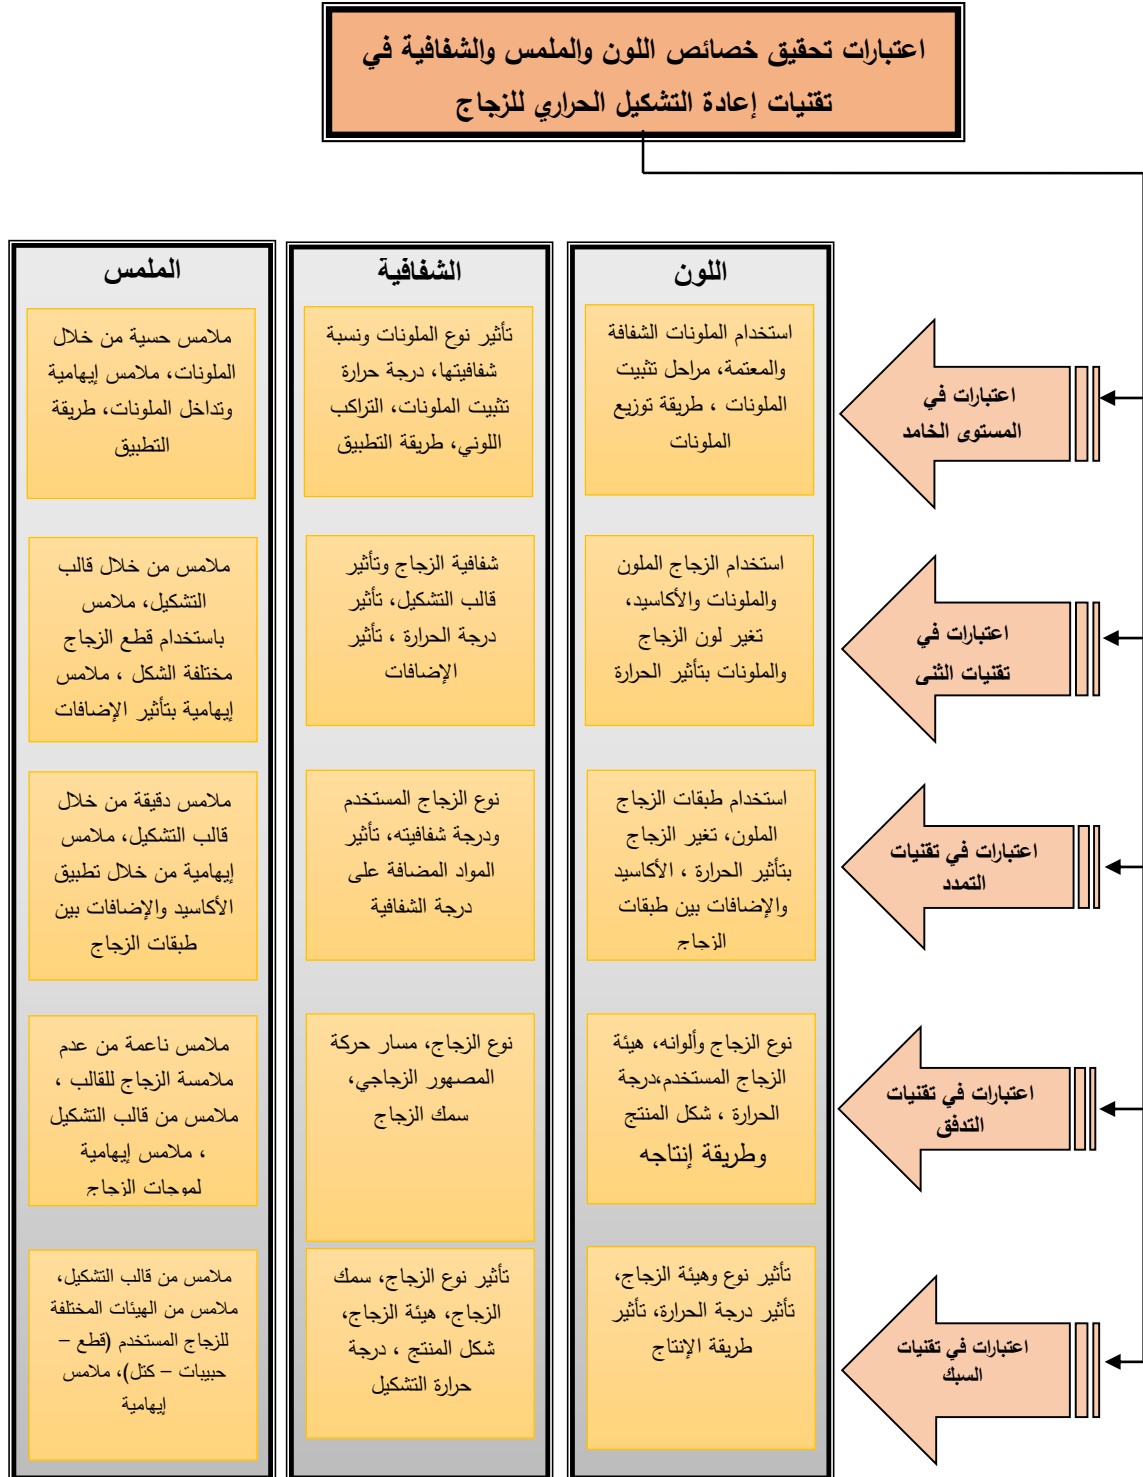 اعتبارات تحقيق خصائص اللون والملمس والشفافية في
تقنيات إعادة التشكيل الحراري للزجاج
اللون
الشفافية
الملمس
اعتبارات في
المستوى الخامد
استخدام الملونات الشفافة
والمعتمة، مراحل تثبيت
الملونات ، طريقة توزيع
الملونات
تأثير نوع الملونات ونسبة
شفافيتها، درجة حرارة
تثبيت الملونات، التراكب
اللوني، طريقة التطبيق
ملامس حسية من خلال
الملونات، ملامس إيهامية
وتداخل الملونات، طريقة
التطبيق
اعتبارات في
تقنيات الثنى
استخدام الزجاج الملون
والملونات والأكاسيد،
تغير لون الزجاج
والملونات بتأثير الحرارة
شفافية الزجاج وتأثير
قالب التشكيل، تأثير
درجة الحرارة ، تأثير
الإضافات
ملامس من خلال قالب
التشكيل، ملامس
باستخدام قطع الزجاج
مختلفة الشكل ، ملامس
إيهامية بتأثير الإضافات
اعتبارات في تقنيات
التمدد
استخدام طبقات الزجاج
الملون، تغير الزجاج
بتأثير الحرارة ، الأكاسيد
والإضافات بين طبقات
الزجاج
نوع الزجاج المستخدم
ودرجة شفافيته، تأثير
المواد المضافة على
درجة الشفافية
ملامس دقيقة من خلال
قالب التشكيل، ملامس
إيهامية من خلال تطبيق
الأكاسيد والإضافات بين
طبقات الزجاج
اعتبارات في تقنيات
التدفق
نوع الزجاج وألوانه، هيئة
الزجاج المستخدم،درجة
الحرارة ، شكل المنتج
وطريقة إنتاجه
نوع الزجاج، مسار حركة
المصهور الزجاجي،
سمك الزجاج
ملامس ناعمة من عدم
ملامسة الزجاج للقالب ،
ملامس من قالب التشكيل
، ملامس إيهامية
لموجات الزجاج
اعتبارات في تقنيات
السبك
تأثير نوع وهيئة الزجاج،
تأثير درجة الحرارة، تأثير
طريقة الإنتاج
تأثير نوع الزجاج، سمك
الزجاج، هيئة الزجاج،
شكل المنتج ، درجة
حرارة التشكيل
ملامس من قالب التشكيل،
ملامس من الهيئات المختلفة
للزجاج المستخدم (قطع –
حبيبات – كتل)، ملامس
إيهامية